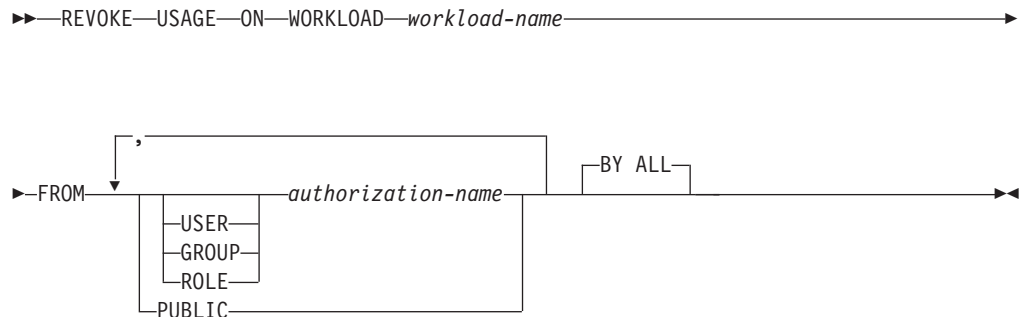 REVOKE USAGE ON WORKLOAD workload-name
,
BY ALL
FROM authorization-name
USER
GROUP
ROLE
PUBLIC